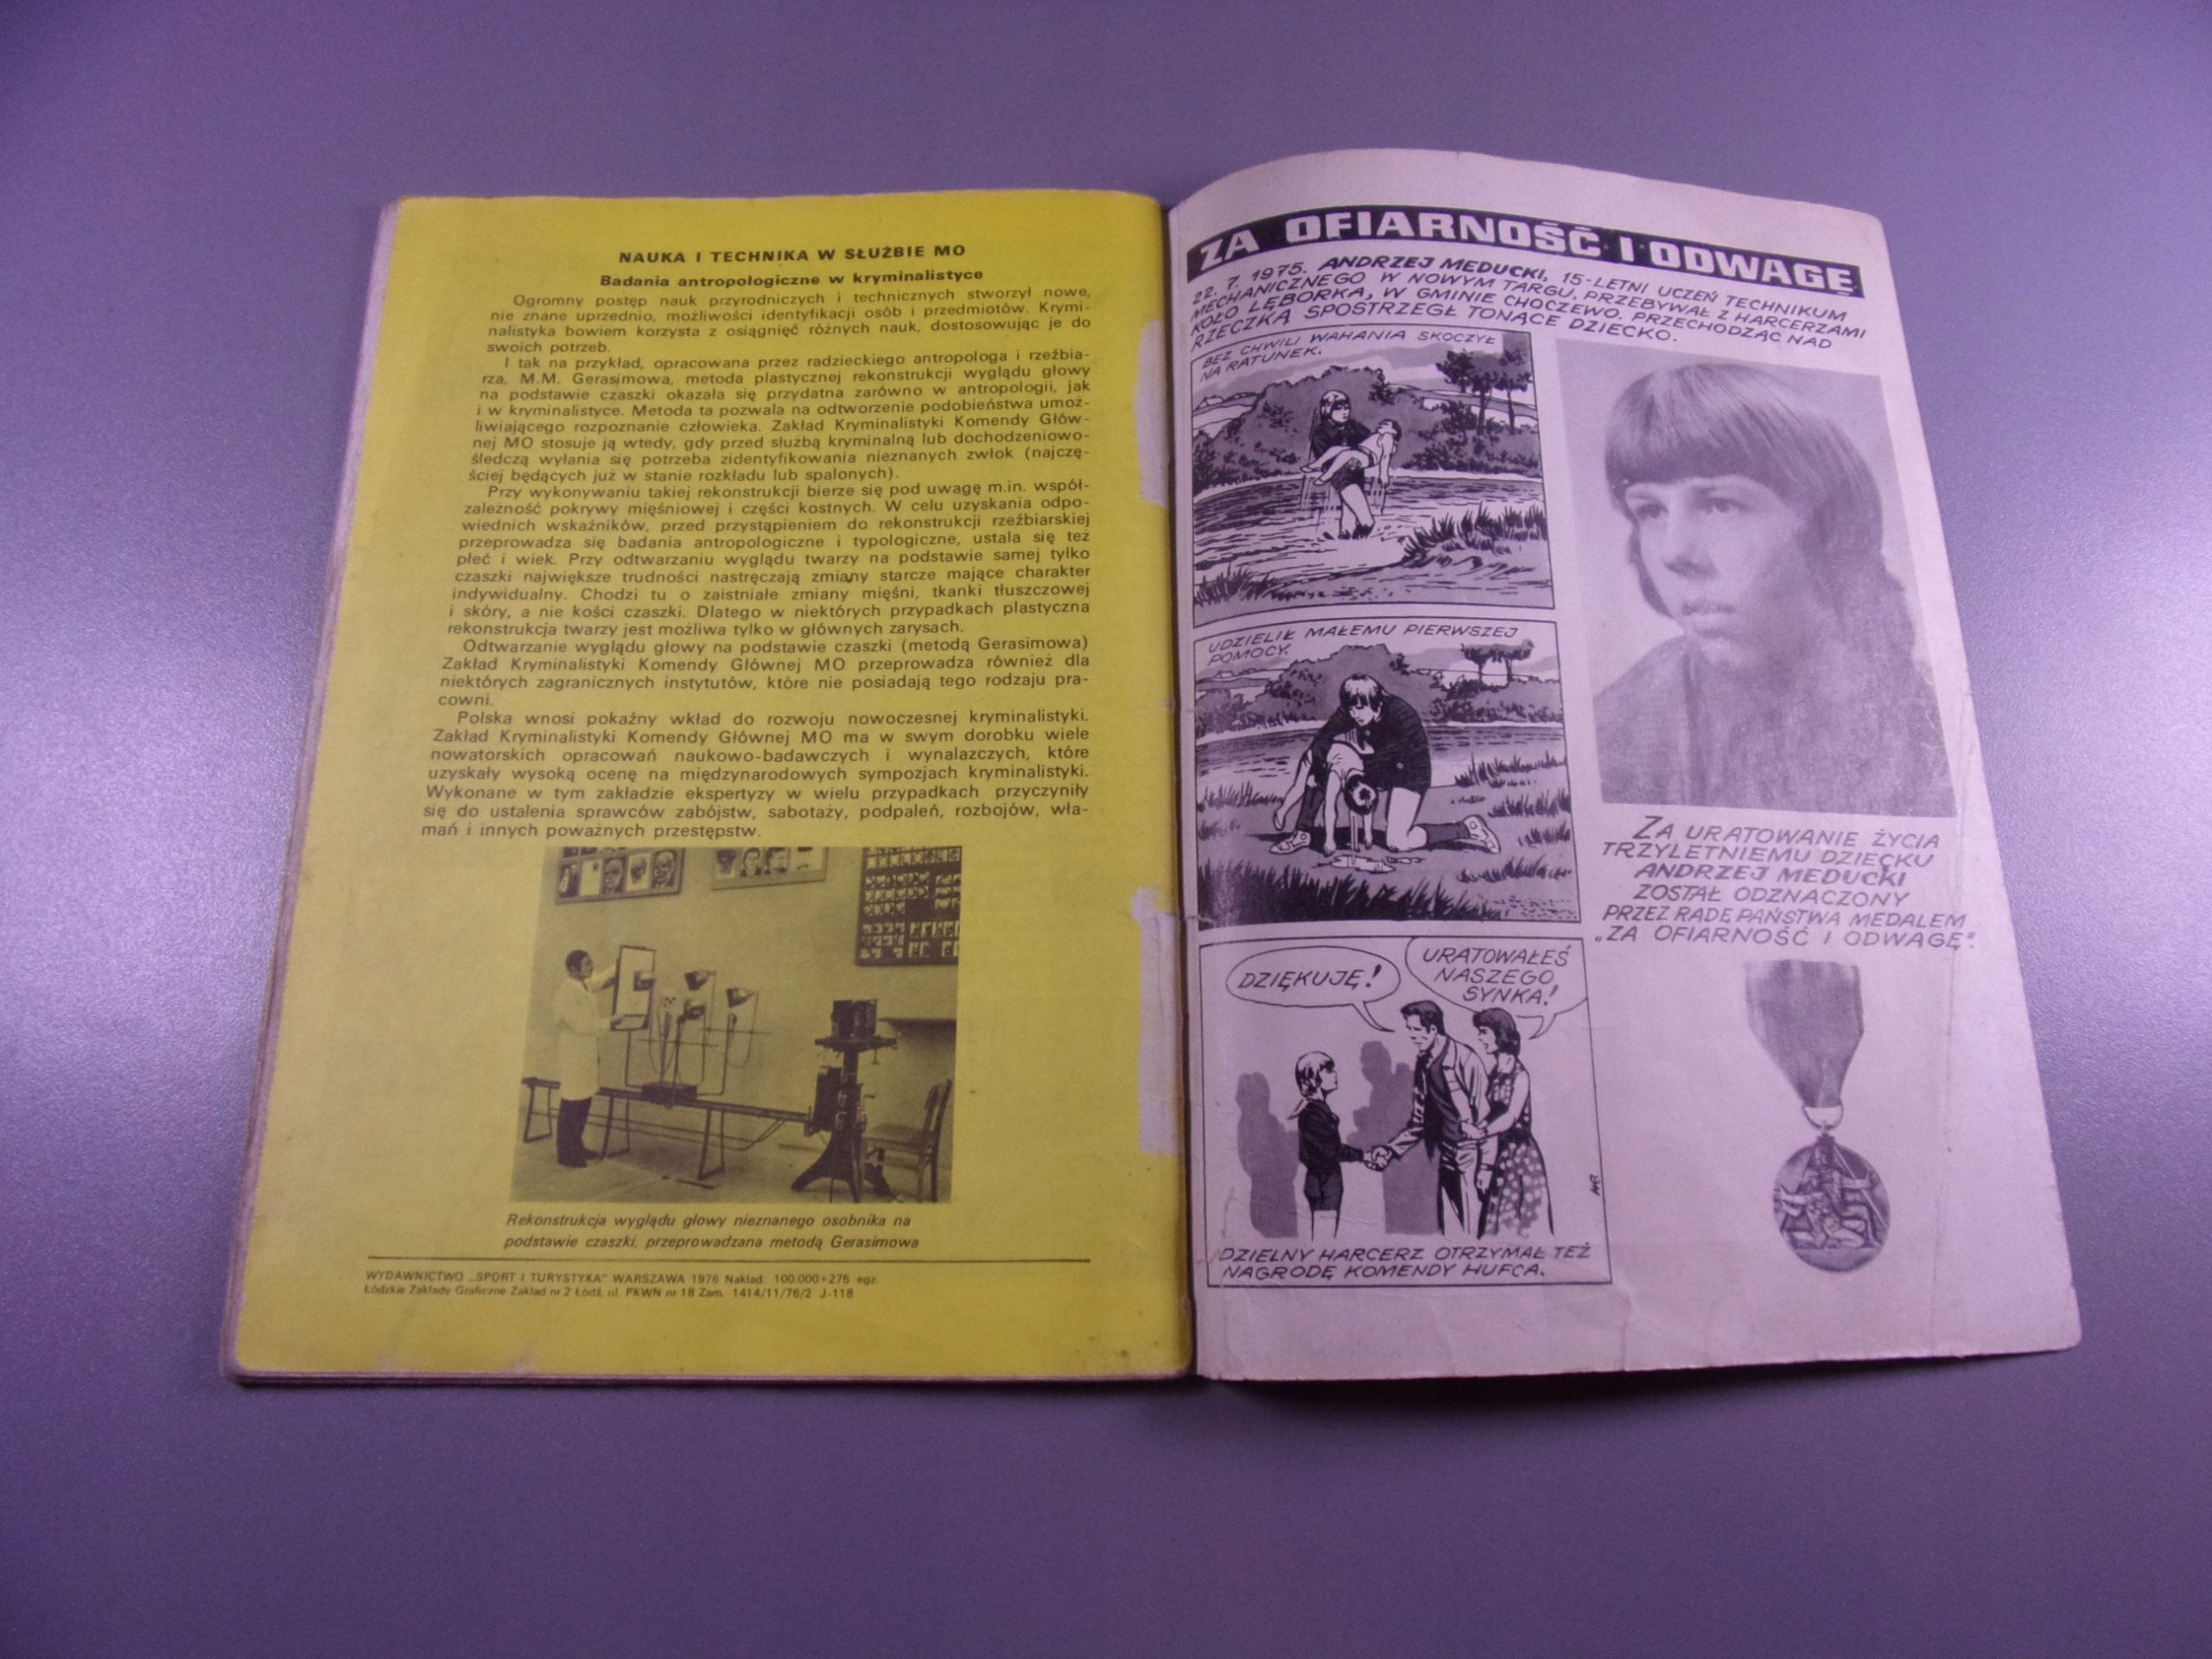 NAUKA I TECHNIKA W SŁUŻBIE MO
Badania antropologiczne w kryminalistyce
Ogromny postęp nauk przyrodniczych i technicznych stworzył nowe,
nie znane uprzednio, możliwości identyfikacji osób i przedmiotów. Krymi-
nalistyka bowiem korzysta z osiągnięć różnych nauk, dostosowując je do
swoich potrzeb.
I tak na przykład, opracowana przez radzieckiego antropologa i rzeźbia-
rza, M.M. Gerasimowa, metoda plastycznej rekonstrukcji wyglądu głowy
na podstawie czaszki okazała się przydatna zarówno w antropologii, jak
i w kryminalistyce. Metoda ta pozwala na odtworzenie podobieństwa umoż-
liwiającego rozpoznanie człowieka. Zakład Kryminalistyki Komendy Głów-
nej MO stosuje ją wtedy, gdy przed służbą kryminalną lub dochodzeniowo-
śledczą wyłania się potrzeba zidentyfikowania nieznanych zwłok (najczę-
ściej będących już w stanie rozkładu lub spalonych).
Przy wykonywaniu takiej rekonstrukcji bierze się pod uwagę m.in. współ-
zależność pokrywy mięśniowej i części kostnych. W celu uzyskania odpo-
wiednich wskaźników, przed przystąpieniem do rekonstrukcji rzeźbiarskiej
przeprowadza się badania antropologiczne i typologiczne, ustala się też
płeć i wiek. Przy odtwarzaniu wyglądu twarzy na podstawie samej tylko
czaszki największe trudności nastręczają zmiany starcze mające charakter
indywidualny. Chodzi tu o zaistniałe zmiany mięśni, tkanki tłuszczowej
i skóry, a nie kości czaszki. Dlatego w niektórych przypadkach plastyczna
rekonstrukcja twarzy jest możliwa tylko w głównych zarysach.
Odtwarzanie wyglądu głowy na podstawie czaszki (metodą Gerasimowa)
Zakład Kryminalistyki Komendy Głównej MO przeprowadza również dla
niektórych zagranicznych instytutów, które nie posiadają tego rodzaju pra-
cowni.
Polska wnosi pokaźny wkład do rozwoju nowoczesnej kryminalistyki.
Zakład Kryminalistyki Komendy Głównej MO ma w swym dorobku wiele
nowatorskich opracowań naukowo-badawczych i wynalazczych, które
uzyskały wysoką ocenę na międzynarodowych sympozjach kryminalistyki.
Wykonane w tym zakładzie ekspertyzy w wielu przypadkach przyczyniły
się do ustalenia sprawców zabójstw, sabotaży, podpaleń, rozbojów, wła-
mań i innych poważnych przestępstw.
Rekonstrukcja wyglądu głowy nieznanego osobnika na
podstawie czaszki, przeprowadzana metodą Gerasimowa
WYDAWNICTWO „SPORT I TURYSTYKA" WARSZAWA 1976 Nakład: 100.000+275 egz.
Łódzkie Zakłady Graficzne Zakład nr 2 Łódź, ul. PKWN nr 18 Zam. 1414/11/76/2 J-118
ZA OFIARNOŚĆ I ODWAGĘ
22. 7. 1975. ANDRZEJ MEDUCKI, 15-LETNI UCZEŃ TECHNIKUM
MECHANICZNEGO W NOWYM TARGU, PRZEBYWAŁ Z HARCERZAMI
KOŁO LĘBORKA, W GMINIE CHOCZEWO. PRZECHODZĄC NAD
RZECZKĄ SPOSTRZEGŁ TONĄCE DZIECKO.
BEZ CHWILI WAHANIA SKOCZYŁ
NA RATUNEK.
UDZIELIŁ MAŁEMU PIERWSZEJ
POMOCY.
DZIĘKUJĘ!
URATOWAŁEŚ
NASZEGO
SYNKA!
DZIELNY HARCERZ OTRZYMAŁ TEŻ
NAGRODĘ KOMENDY HUFCA.
ZA URATOWANIE ŻYCIA
TRZYLETNIEMU DZIECKU
ANDRZEJ MEDUCKI
ZOSTAŁ ODZNACZONY
PRZEZ RADĘ PAŃSTWA MEDALEM
„ZA OFIARNOŚĆ I ODWAGĘ".